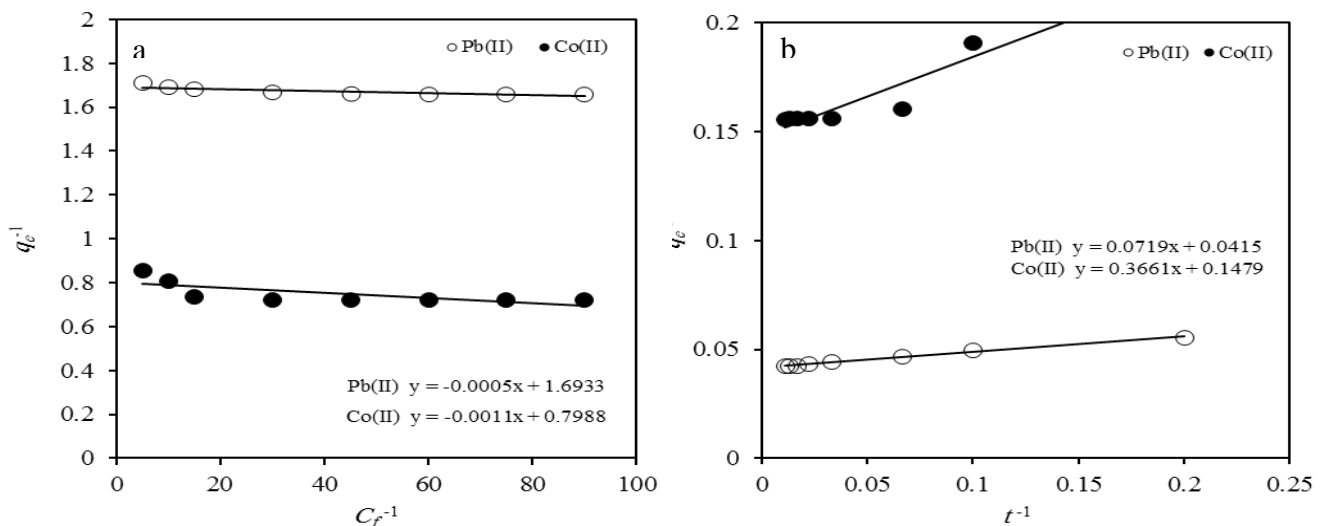 a
○ Pb(II) ● Co(II)
2
1.8
1.6
1.4
1.2
1
0.8
0.6
0.4
0.2
0
q_e^-1
Pb(II) y = -0.0005x + 1.6933
Co(II) y = -0.0011x + 0.7988
0 20 40 60 80 100
C_f^-1
b
○ Pb(II) ● Co(II)
0.2
0.15
0.1
0.05
0
Pb(II) y = 0.0719x + 0.0415
Co(II) y = 0.3661x + 0.1479
0 0.05 0.1 0.15 0.2 0.25
t^-1